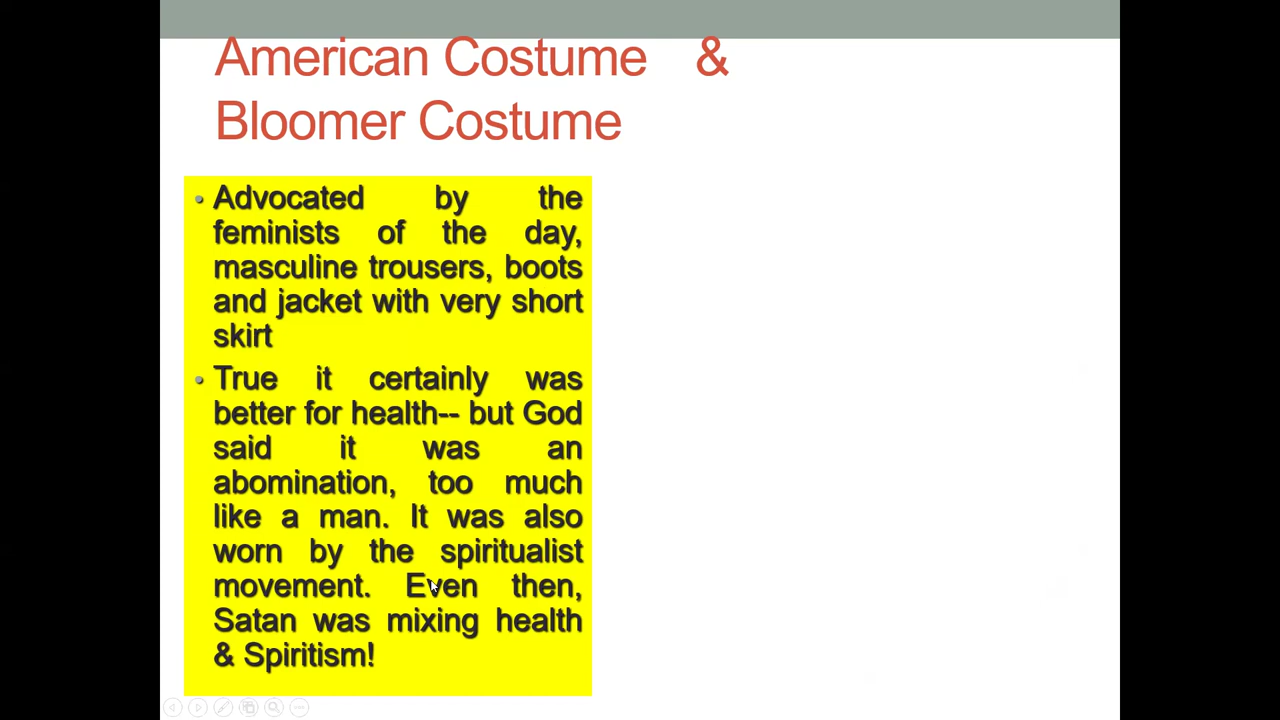 American Costume &
Bloomer Costume
• Advocated by the
feminists of the day,
masculine trousers, boots
and jacket with very short
skirt
• True it certainly was
better for health-- but God
said it was an
abomination, too much
like a man. It was also
worn by the spiritualist
movement. Even then,
Satan was mixing health
& Spiritism!